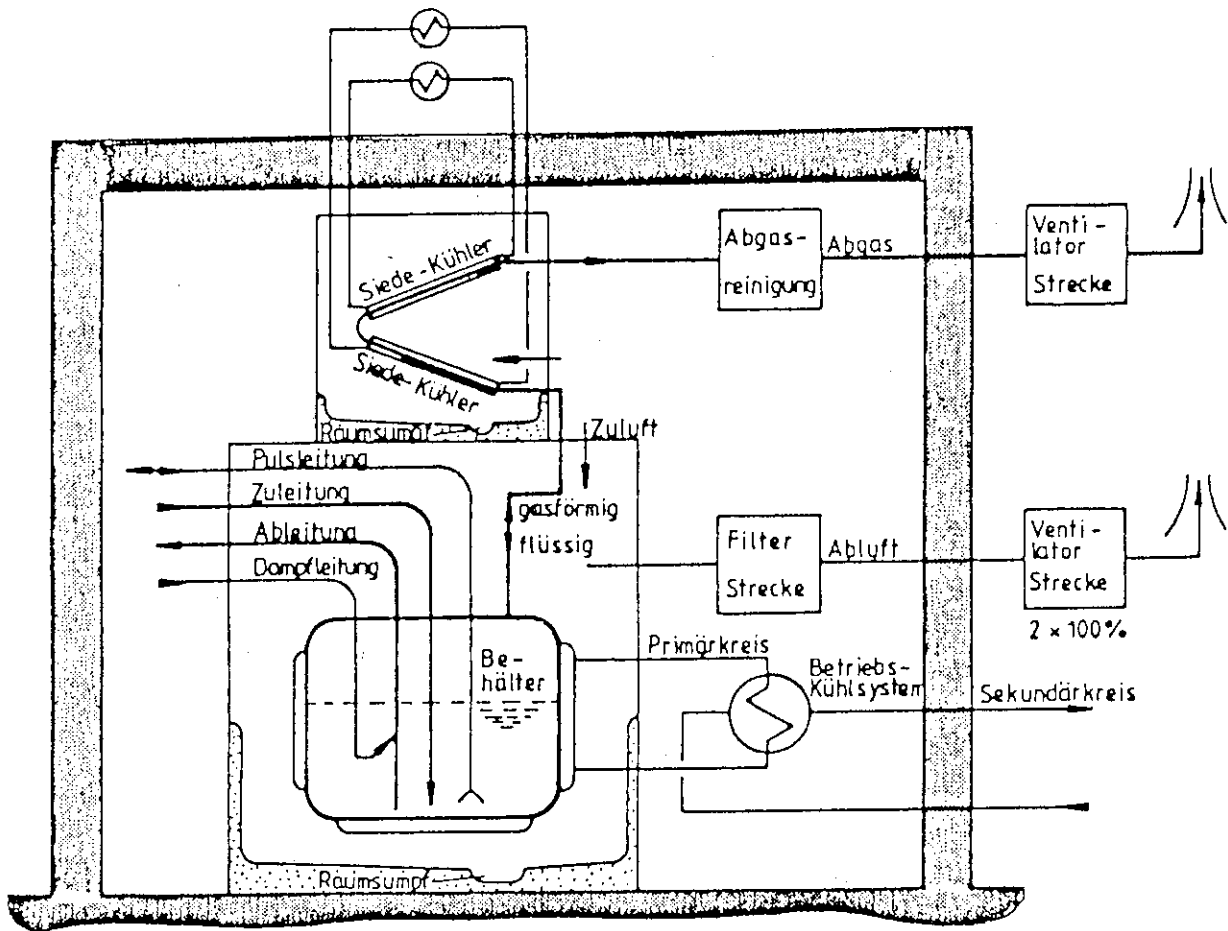 Siede-Kühler
Siede-Kühler
Raumsumpf
Abgas-
reinigung
Abgas
Venti-
lator
Strecke
Zuluft
Pulsleitung
Zuleitung
Ableitung
Dampfleitung
gasförmig
flüssig
Filter
Strecke
Abluft
Venti-
lator
Strecke
2 x 100%
Be-
hälter
Primärkreis
Betriebs-
Kühlsystem
Sekundärkreis
Raumsumpf